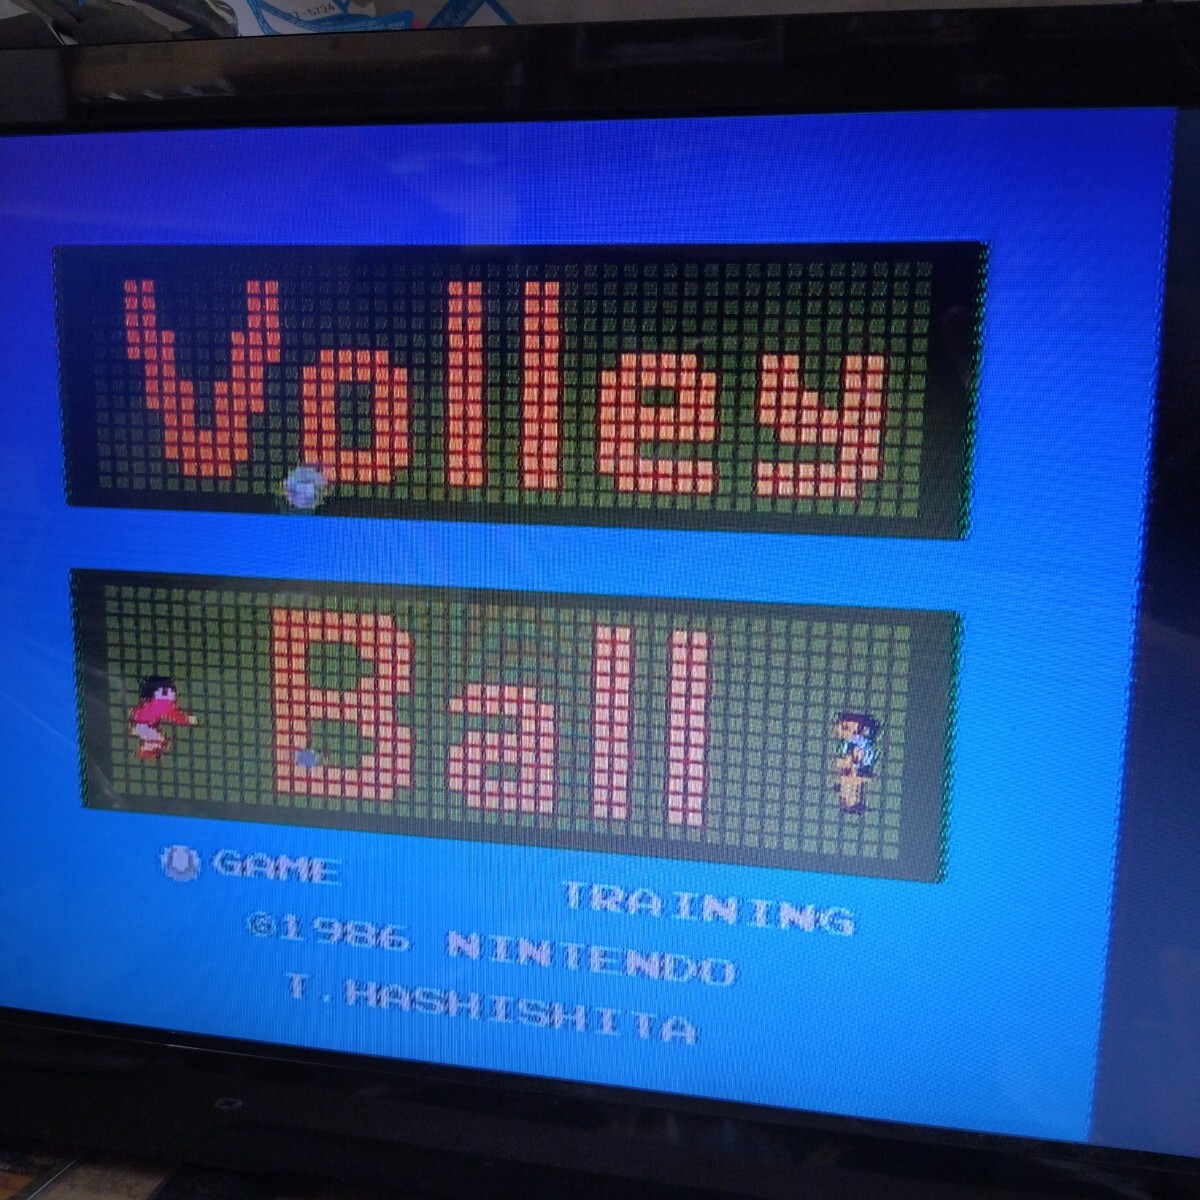 Volley
Ball
GAME TRAINING
©1986 NINTENDO
T.HASHISHITA